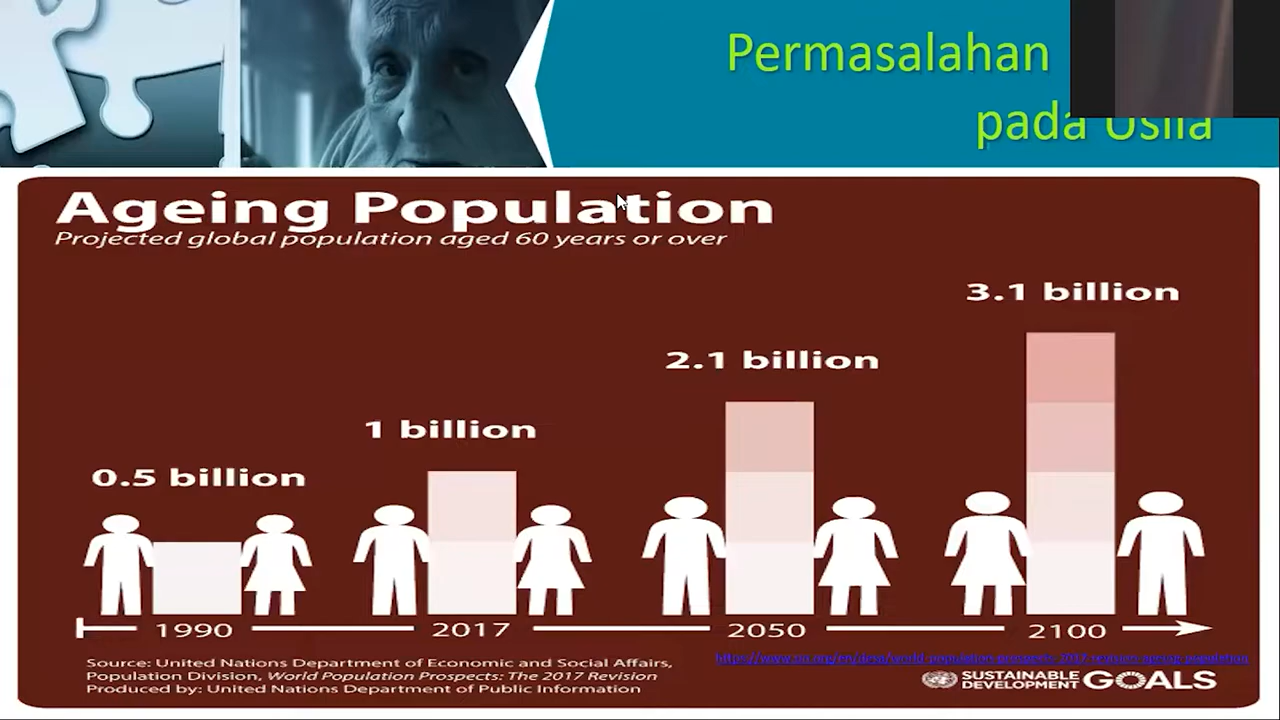 Permasalahan
pada Usila
Ageing Population
Projected global population aged 60 years or over
0.5 billion
1 billion
2.1 billion
3.1 billion
1990
2017
2050
2100
Source: United Nations Department of Economic and Social Affairs,
Population Division, World Population Prospects: The 2017 Revision
Produced by: United Nations Department of Public Information
SUSTAINABLE
DEVELOPMENT GOALS